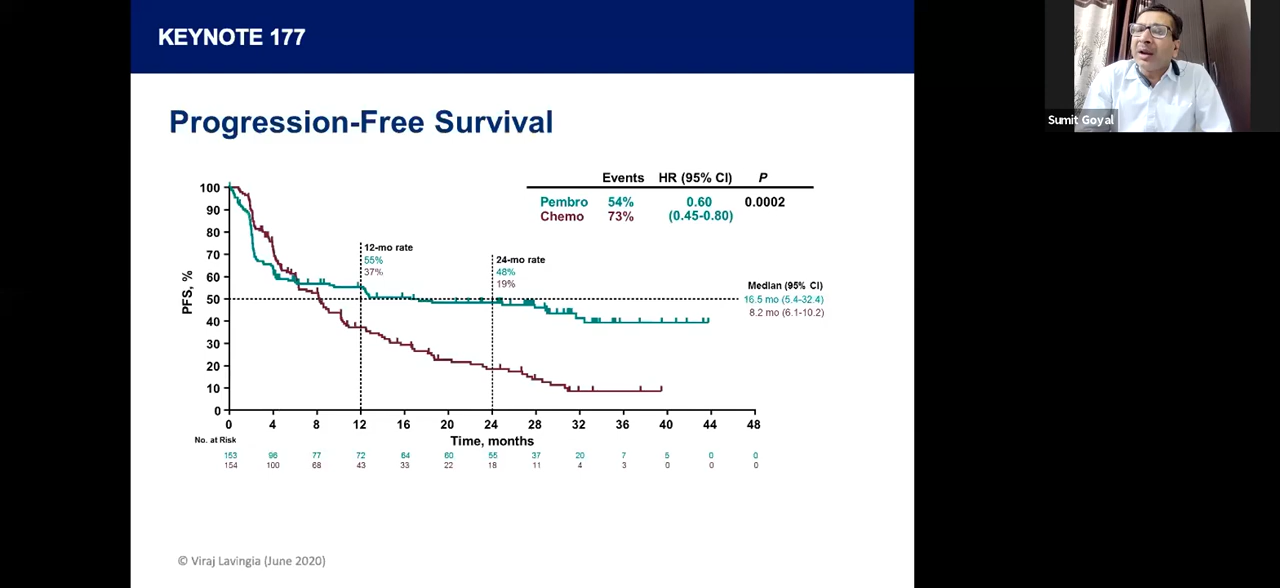 KEYNOTE 177
Sumit Goyal
Progression-Free Survival
Events HR (95% CI) P
Pembro 54% 0.60 0.0002
Chemo 73% (0.45-0.80)
100
90
80
70
60
50
40
30
20
10
0
PFS, %
12-mo rate
55%
37%
24-mo rate
48%
19%
Median (95% CI)
16.5 mo (5.4-32.4)
8.2 mo (6.1-10.2)
0 4 8 12 16 20 24 28 32 36 40 44 48
No. at Risk
Time, months
153 96 77 72 64 60 55 37 20 7 5 0 0
154 100 68 43 33 22 18 11 4 3 0 0 0
© Viraj Lavingia (June 2020)